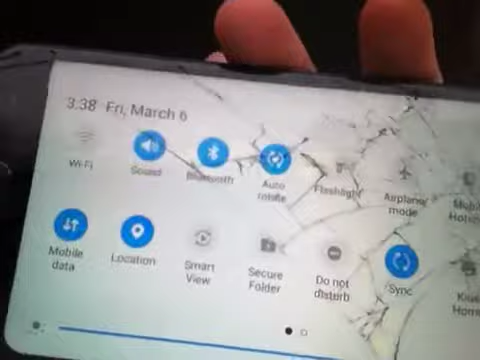 3:38 Fri, March 6
Wi-Fi
Sound
Bluetooth
Auto
rotate
Flashlight
Airplane
mode
Mobile
data
Location
Smart
View
Secure
Folder
Do not
disturb
Sync